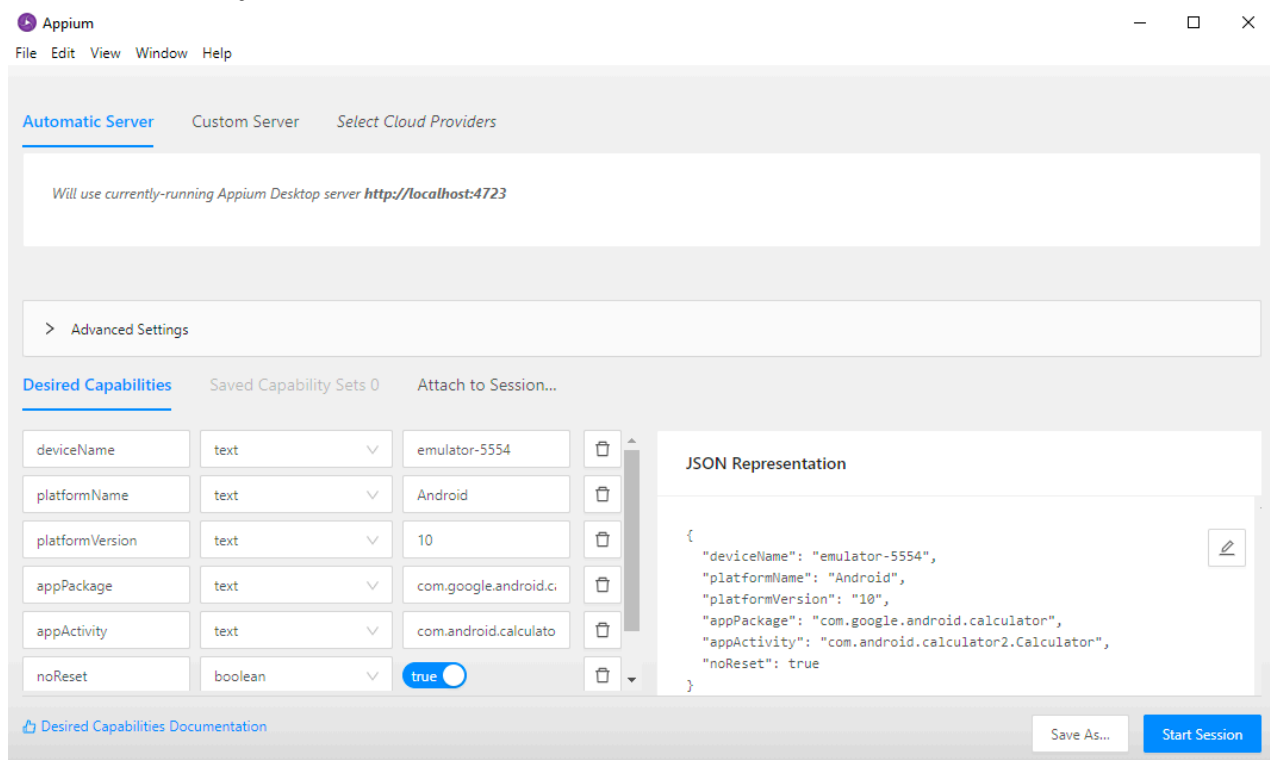 Appium
File Edit View Window Help
Automatic Server Custom Server Select Cloud Providers
Will use currently-running Appium Desktop server http://localhost:4723
Advanced Settings
Desired Capabilities Saved Capability Sets 0 Attach to Session...
deviceName text emulator-5554
platformName text Android
platformVersion text 10
appPackage text com.google.android.ca
appActivity text com.android.calculato
noReset boolean true
JSON Representation
{
"deviceName": "emulator-5554",
"platformName": "Android",
"platformVersion": "10",
"appPackage": "com.google.android.calculator",
"appActivity": "com.android.calculator2.Calculator",
"noReset": true
}
Desired Capabilities Documentation
Save As... Start Session